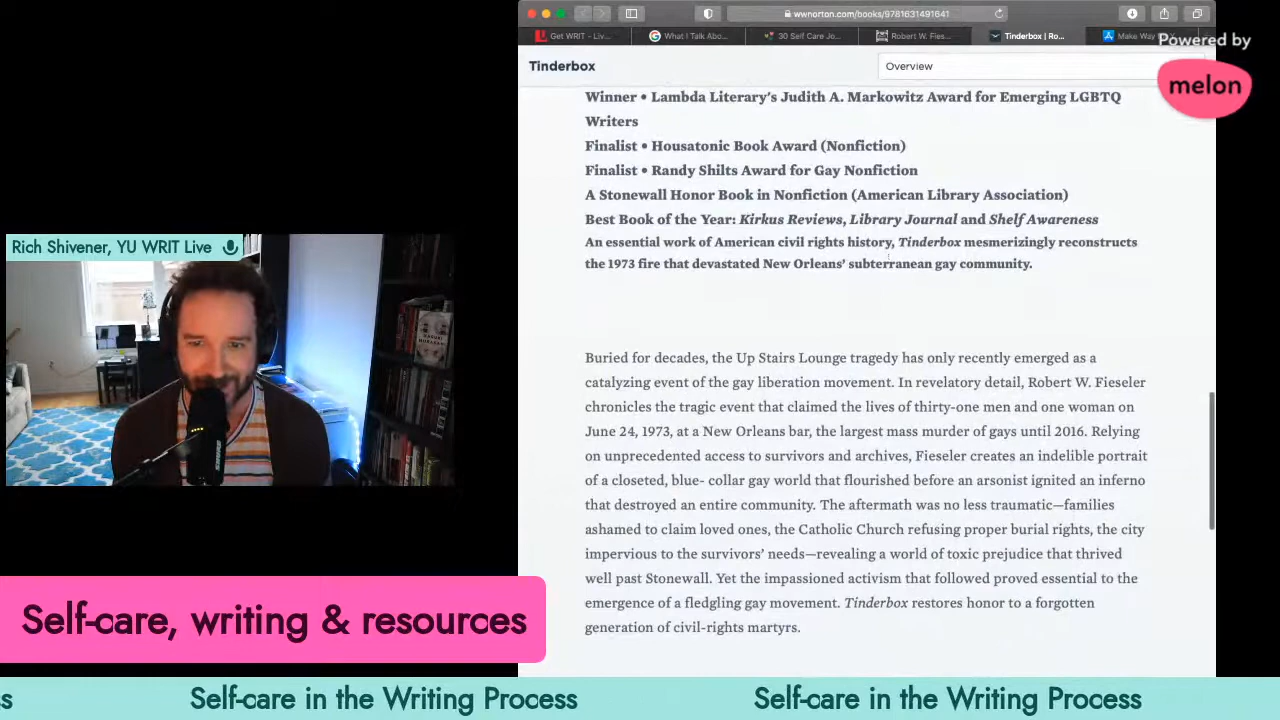 wwnorton.com/books/9781631491641
Get WRIT - Liv...
What I Talk Abo...
30 Self Care Jo...
Robert W. Fies...
Tinderbox | Ro...
Make Way
Powered by
melon
Tinderbox
Overview
Winner • Lambda Literary's Judith A. Markowitz Award for Emerging LGBTQ
Writers
Finalist • Housatonic Book Award (Nonfiction)
Finalist • Randy Shilts Award for Gay Nonfiction
A Stonewall Honor Book in Nonfiction (American Library Association)
Best Book of the Year: Kirkus Reviews, Library Journal and Shelf Awareness
An essential work of American civil rights history, Tinderbox mesmerizingly reconstructs
the 1973 fire that devastated New Orleans' subterranean gay community.
Rich Shivener, YU WRIT Live
HARUKI
MURAKAMI
Buried for decades, the Up Stairs Lounge tragedy has only recently emerged as a
catalyzing event of the gay liberation movement. In revelatory detail, Robert W. Fieseler
chronicles the tragic event that claimed the lives of thirty-one men and one woman on
June 24, 1973, at a New Orleans bar, the largest mass murder of gays until 2016. Relying
on unprecedented access to survivors and archives, Fieseler creates an indelible portrait
of a closeted, blue- collar gay world that flourished before an arsonist ignited an inferno
that destroyed an entire community. The aftermath was no less traumatic—families
ashamed to claim loved ones, the Catholic Church refusing proper burial rights, the city
impervious to the survivors' needs—revealing a world of toxic prejudice that thrived
well past Stonewall. Yet the impassioned activism that followed proved essential to the
emergence of a fledgling gay movement. Tinderbox restores honor to a forgotten
generation of civil-rights martyrs.
SHURE
Self-care, writing & resources
ss
Self-care in the Writing Process
Self-care in the Writing Process